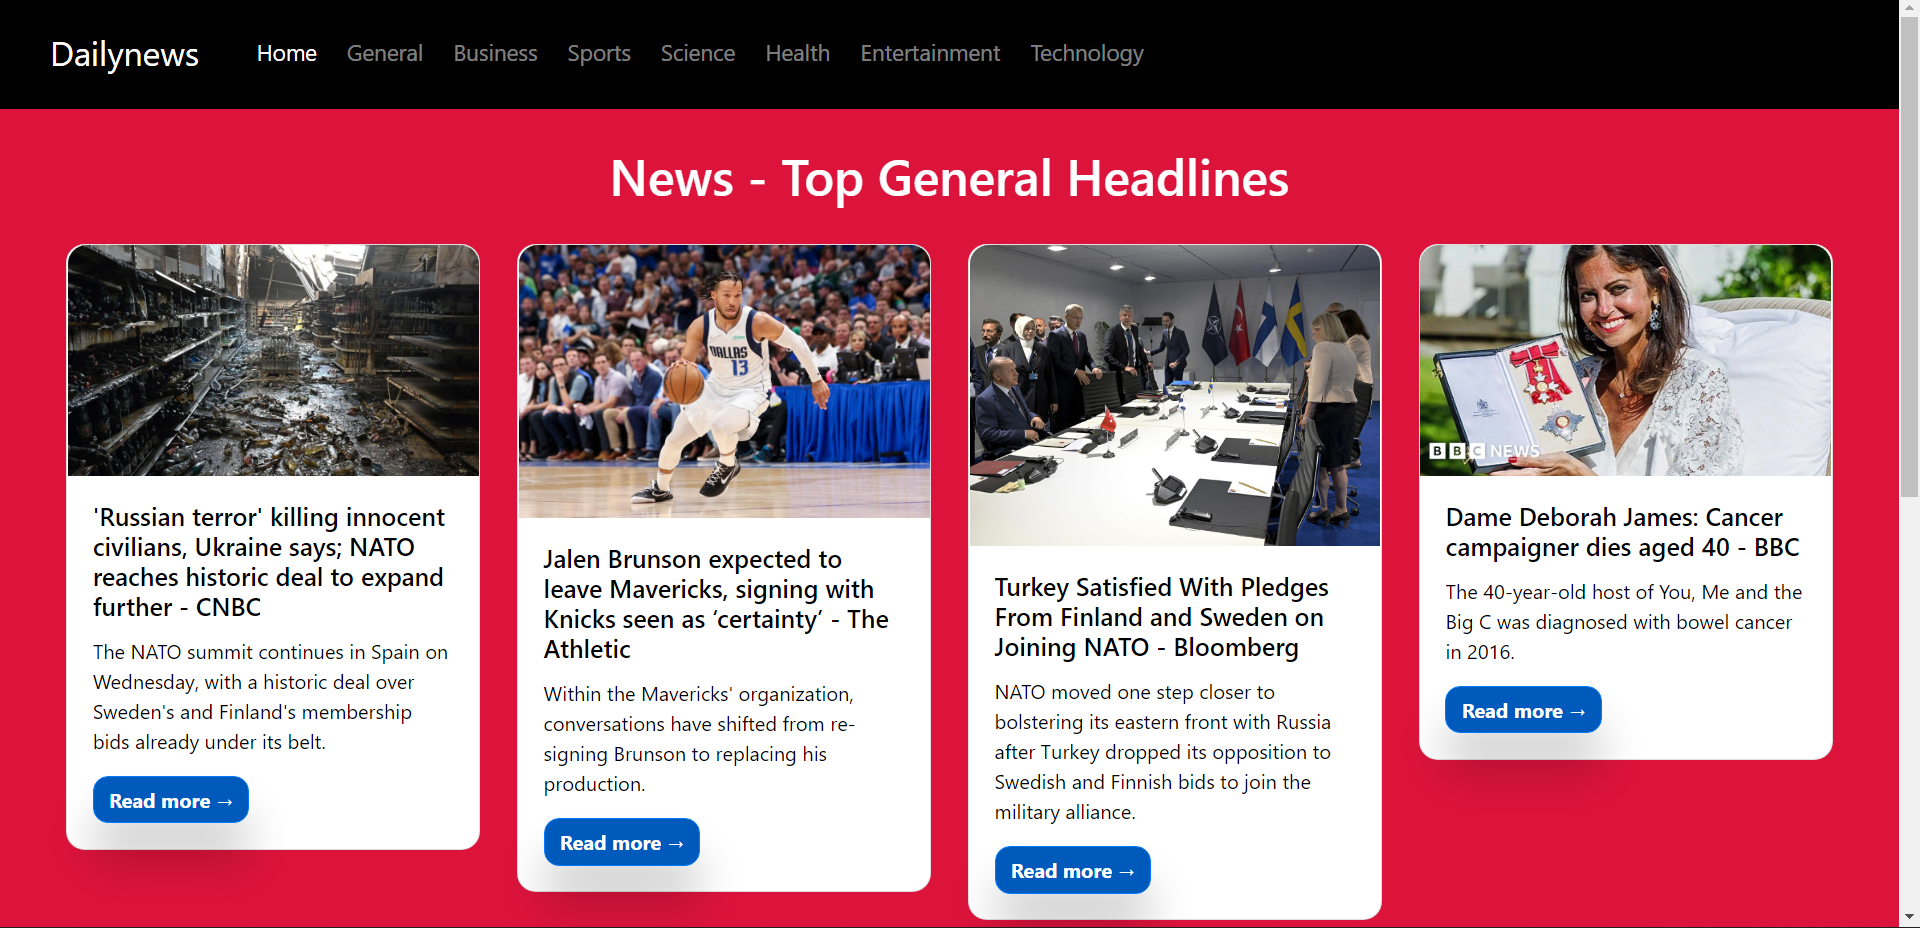 Dailynews Home General Business Sports Science Health Entertainment Technology
News - Top General Headlines
'Russian terror' killing innocent
civilians, Ukraine says; NATO
reaches historic deal to expand
further - CNBC
The NATO summit continues in Spain on
Wednesday, with a historic deal over
Sweden's and Finland's membership
bids already under its belt.
Read more →
DALLAS
13
Jalen Brunson expected to
leave Mavericks, signing with
Knicks seen as ‘certainty’ - The
Athletic
Within the Mavericks' organization,
conversations have shifted from re-
signing Brunson to replacing his
production.
Read more →
Turkey Satisfied With Pledges
From Finland and Sweden on
Joining NATO - Bloomberg
NATO moved one step closer to
bolstering its eastern front with Russia
after Turkey dropped its opposition to
Swedish and Finnish bids to join the
military alliance.
Read more →
BBC NEWS
Dame Deborah James: Cancer
campaigner dies aged 40 - BBC
The 40-year-old host of You, Me and the
Big C was diagnosed with bowel cancer
in 2016.
Read more →